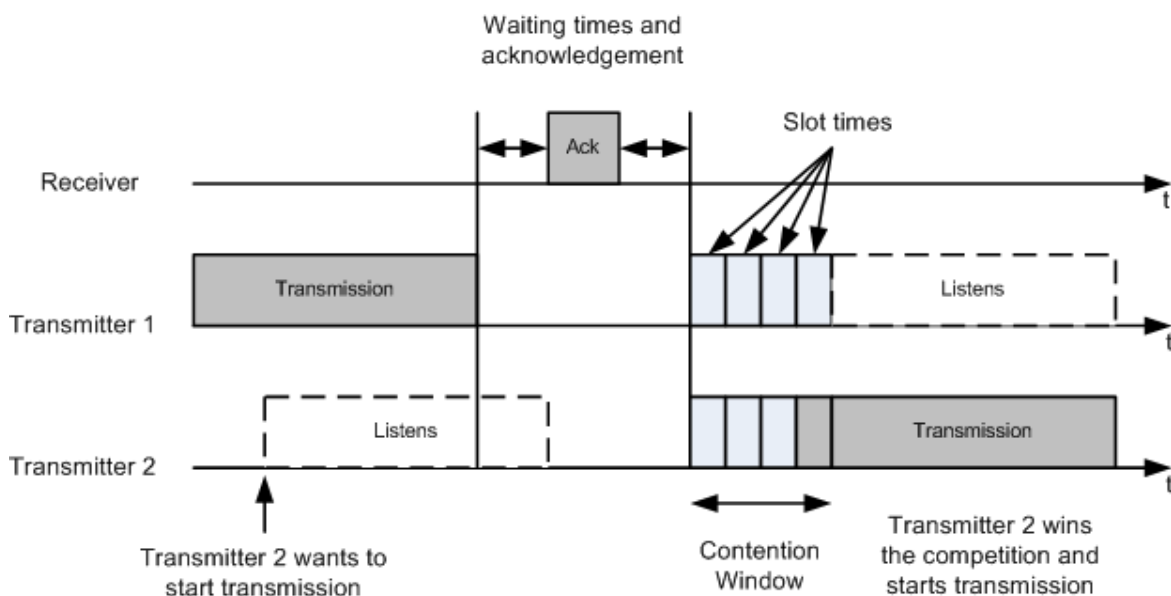 Waiting times and
acknowledgement
Slot times
Ack
Receiver
t
Transmission
Listens
Transmitter 1
t
Listens
Transmission
Transmitter 2
t
Transmitter 2 wants to
start transmission
Contention
Window
Transmitter 2 wins
the competition and
starts transmission